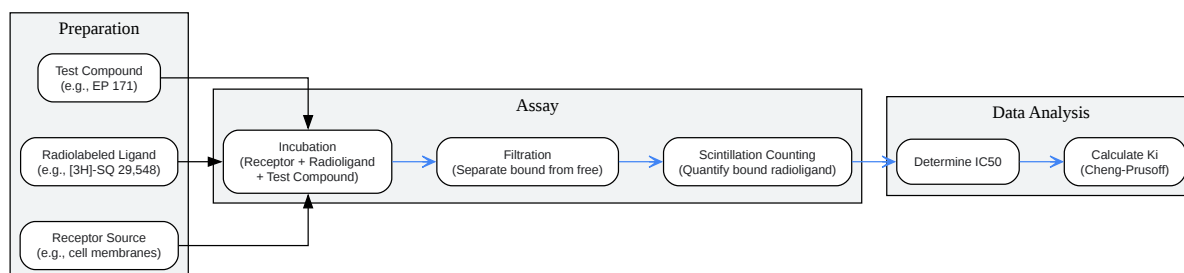 Preparation
Test Compound
(e.g., EP 171)
Radiolabeled Ligand
(e.g., [3H]-SQ 29,548)
Receptor Source
(e.g., cell membranes)
Assay
Incubation
(Receptor + Radioligand
+ Test Compound)
Filtration
(Separate bound from free)
Scintillation Counting
(Quantify bound radioligand)
Data Analysis
Determine IC50
Calculate Ki
(Cheng-Prusoff)